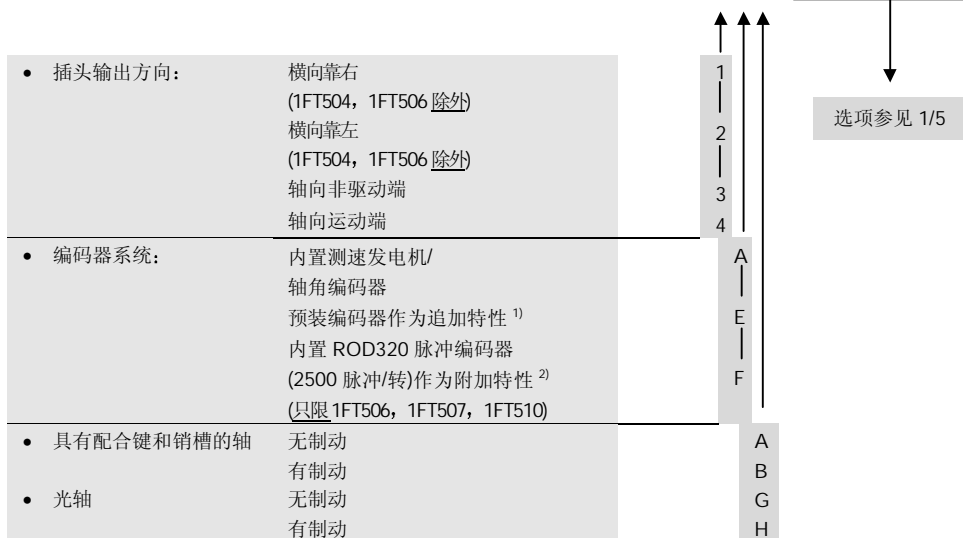 • 插头输出方向： 横向靠右 1
(1FT504，1FT506 除外)
横向靠左 2
(1FT504，1FT506 除外)
轴向非驱动端 3
轴向运动端 4
选项参见 1/5
• 编码器系统： 内置测速发电机/ A
轴角编码器
预装编码器作为追加特性 1) E
内置 ROD320 脉冲编码器
(2500 脉冲/转)作为附加特性 2) F
(只限 1FT506，1FT507，1FT510)
• 具有配合键和销槽的轴 无制动 A
有制动 B
• 光轴 无制动 G
有制动 H